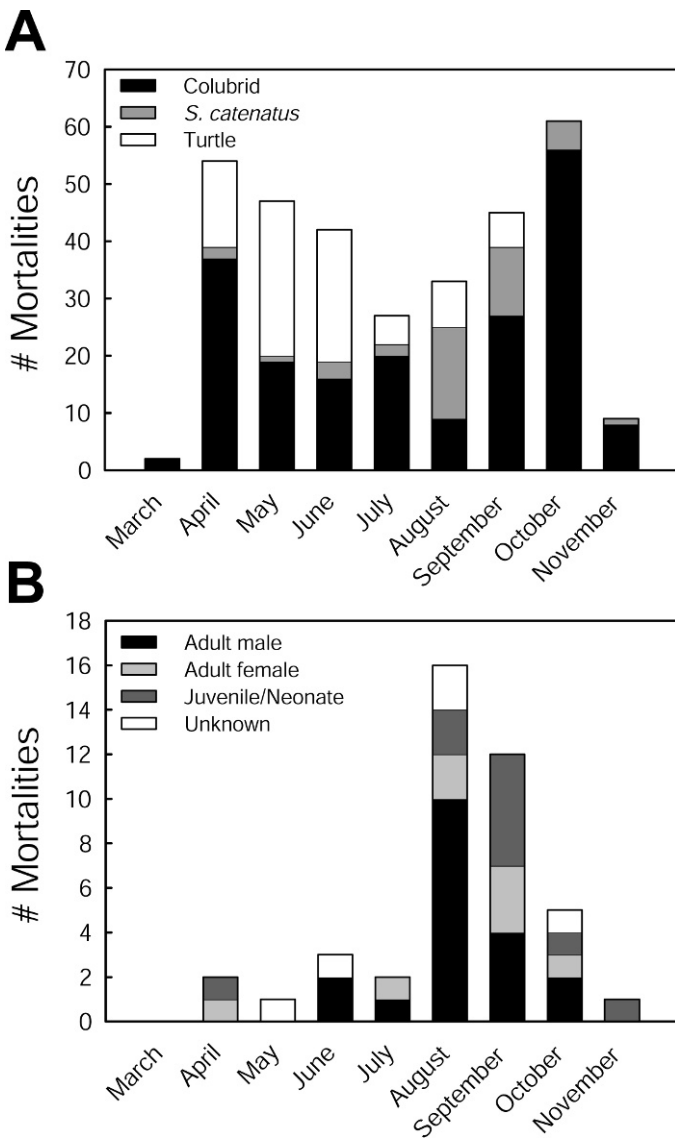 A
# Mortalities
70
60
50
40
30
20
10
0
Colubrid
S. catenatus
Turtle
March
April
May
June
July
August
September
October
November
B
# Mortalities
18
16
14
12
10
8
6
4
2
0
Adult male
Adult female
Juvenile/Neonate
Unknown
March
April
May
June
July
August
September
October
November